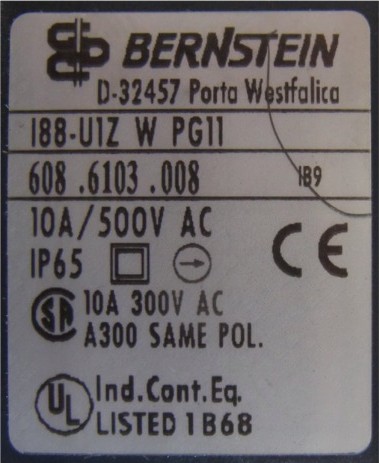 BERNSTEIN
D-32457 Porta Westfalica
I88-U1Z W PG11
608.6103.008 IB9
10A/500V AC
IP65 CE
SA 10A 300V AC
A300 SAME POL.
UL Ind.Cont.Eq.
LISTED 1B68